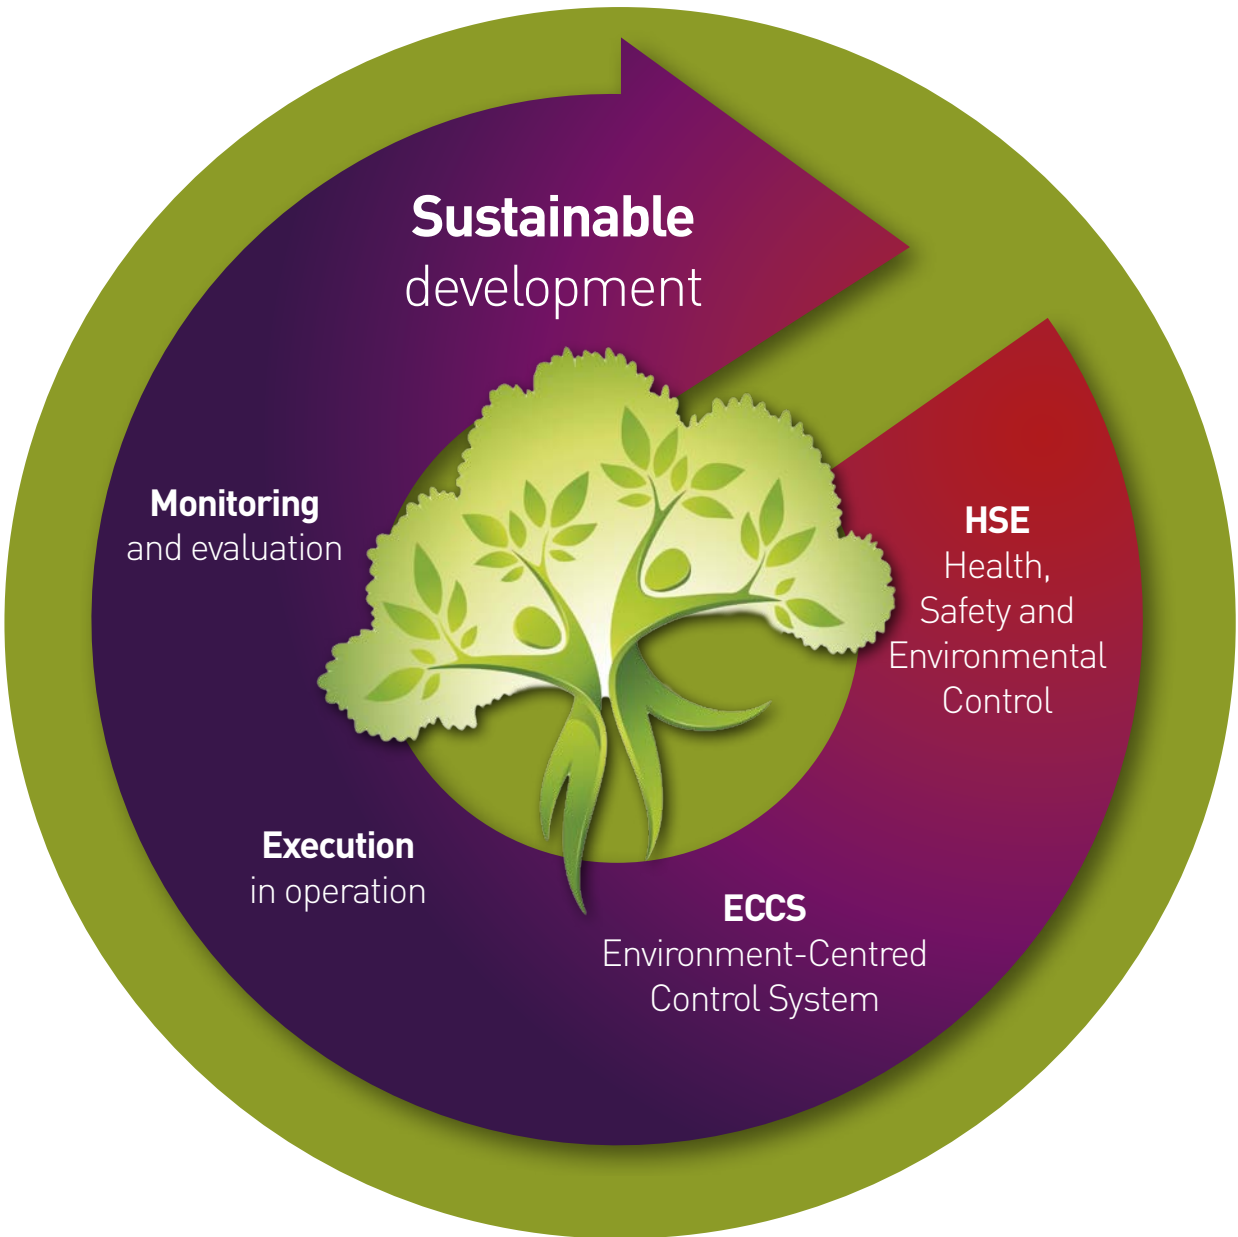 Sustainable
development
Monitoring
and evaluation
HSE
Health,
Safety and
Environmental
Control
Execution
in operation
ECCS
Environment-Centred
Control System